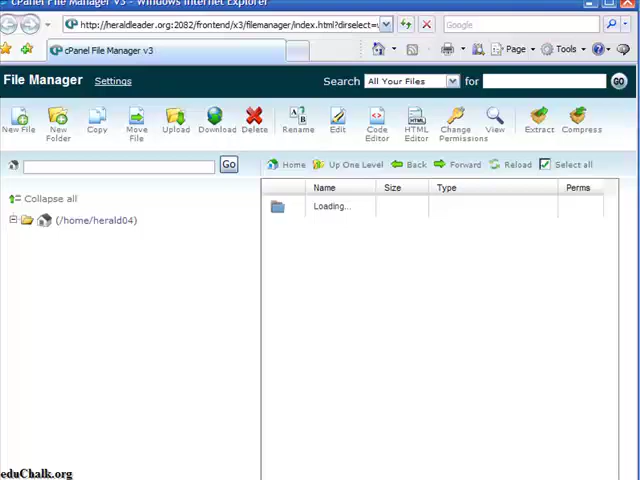 cPanel File Manager v3 - Windows Internet Explorer
http://heraldleader.org:2082/frontend/x3/filemanager/index.html?dirselect=
Google
cPanel File Manager v3
Page
Tools
File Manager
Settings
Search
All Your Files
for
GO
New File
New Folder
Copy
Move File
Upload
Download
Delete
Rename
Edit
Code Editor
HTML Editor
Change Permissions
View
Extract
Compress
Go
Home
Up One Level
Back
Forward
Reload
Select all
Collapse all
Name Size Type Perms
Loading...
(/home/herald04)
eduChalk.org